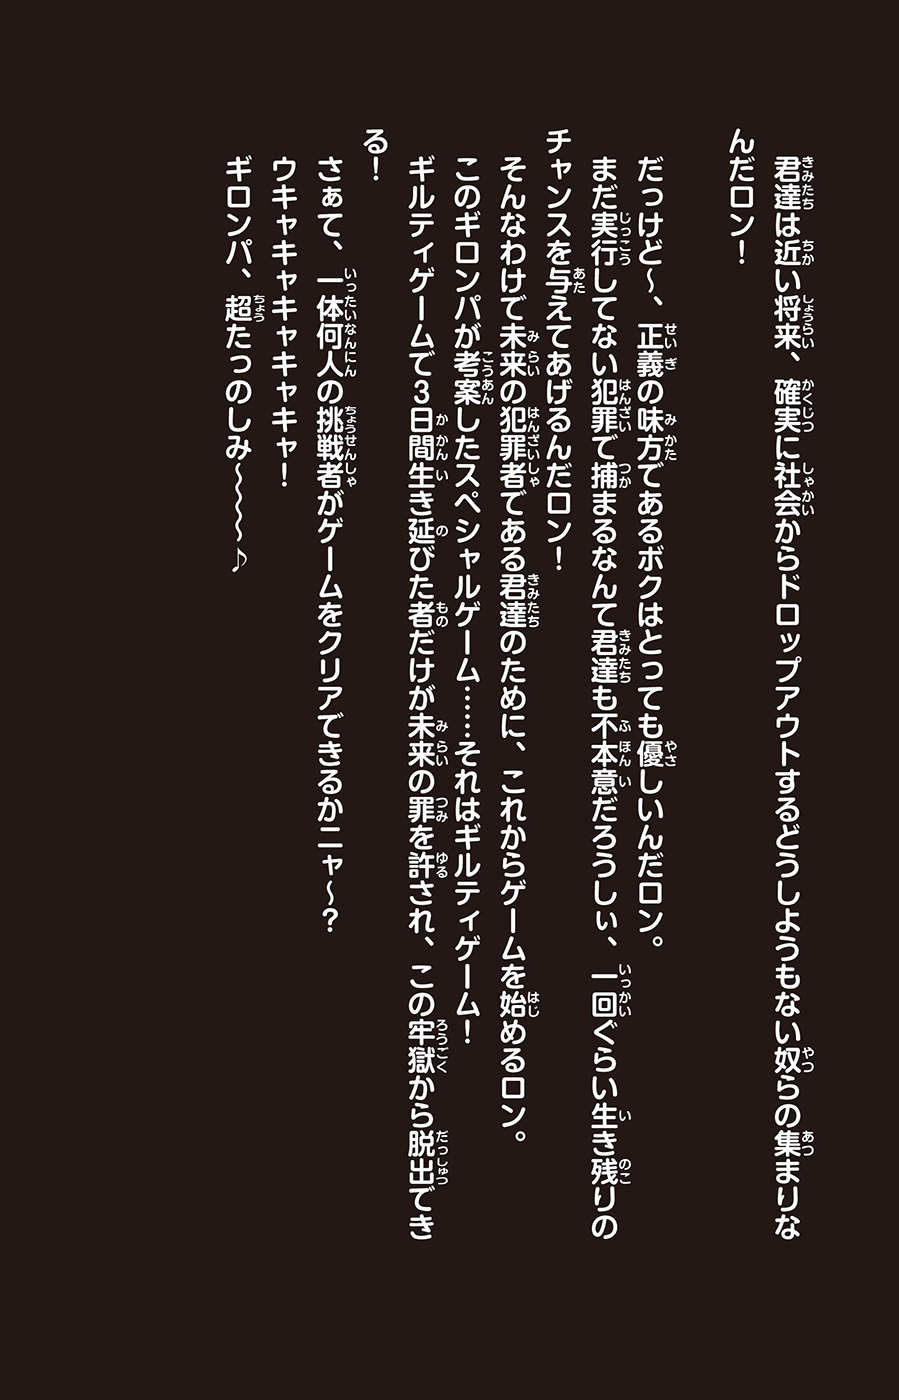 君達は近い将来、確実に社会からドロップアウトするどうしようもない奴らの集まりな
んだロン！
だっけど～、正義の味方であるボクはとっても優しいんだロン。
まだ実行してない犯罪で捕まるなんて君達も不本意だろうしぃ、一回ぐらい生き残りの
チャンスを与えてあげるんだロン！
そんなわけで未来の犯罪者である君達のために、これからゲームを始めるロン。
このギロンパが考案したスペシャルゲーム……それはギルティゲーム！
ギルティゲームで３日間生き延びた者だけが未来の罪を許され、この牢獄から脱出でき
る！
さぁて、一体何人の挑戦者がゲームをクリアできるかニャ～？
ウキャキャキャキャキャ！
ギロンパ、超たっのしみ～～～♪